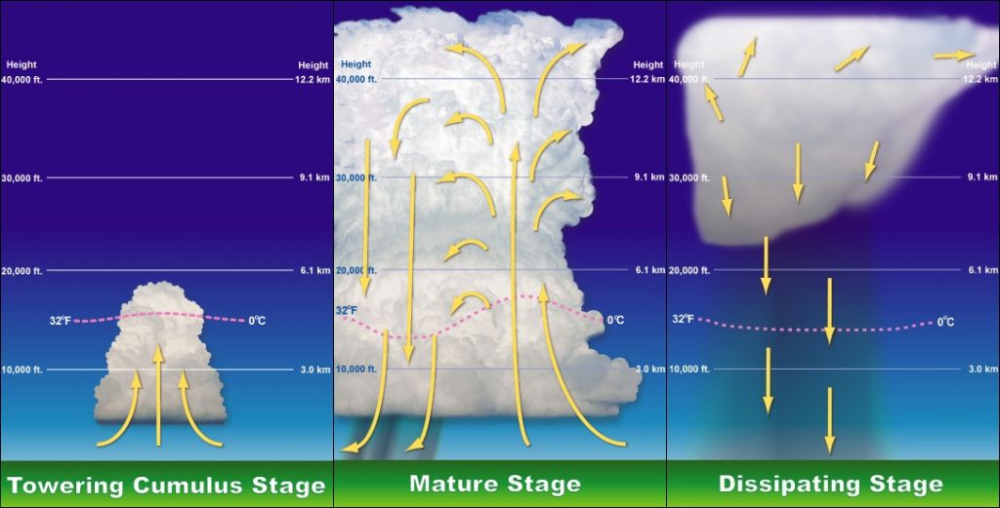 Height Height
40,000 ft. 12.2 km
30,000 ft. 9.1 km
20,000 ft. 6.1 km
32°F 0°C
10,000 ft. 3.0 km
Towering Cumulus Stage
Height Height
40,000 ft. 12.2 km
30,000 ft. 9.1 km
20,000 ft. 6.1 km
32°F 0°C
10,000 ft. 3.0 km
Mature Stage
Height Height
40,000 ft. 12.2 km
30,000 ft. 9.1 km
20,000 ft. 6.1 km
32°F 0°C
10,000 ft. 3.0 km
Dissipating Stage